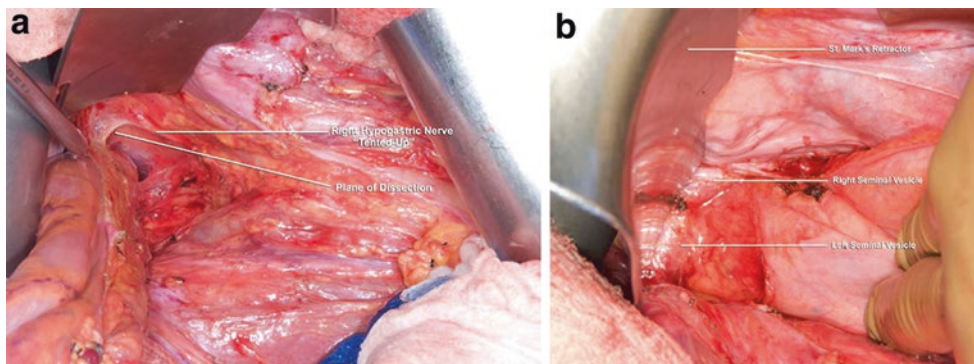 a
Right Hypogastric Nerve
"Tented-Up"
Plane of Dissection
b
St. Mark's Retractor
Right Seminal Vesicle
Left Seminal Vesicle